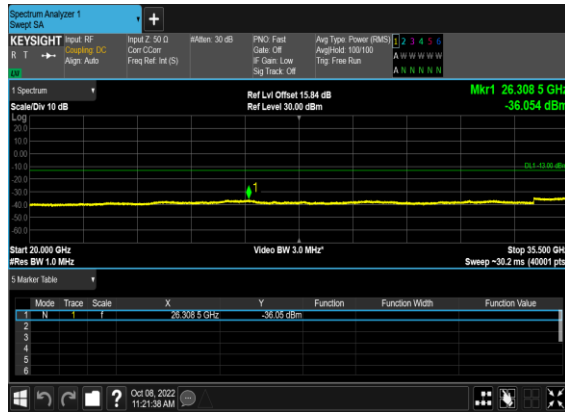 Spectrum Analyzer 1
Swept SA
+
KEYSIGHT Input: RF Input Z: 50 Ω #Atten: 30 dB PNO: Fast Avg Type: Power (RMS) 1 2 3 4 5 6
R T Coupling: DC Corr CCorr Gate: Off Avg|Hold: 100/100 A W W W W W
Align: Auto Freq Ref: Int (S) IF Gain: Low Trig: Free Run
Sig Track: Off A N N N N N
LW
1 Spectrum Ref Lvl Offset 15.84 dB Mkr1 26.308 5 GHz
Scale/Div 10 dB Ref Level 30.00 dBm -36.054 dBm
Log
20.0
10.0
0.00
-10.0 DL1 -13.00 dBm
-20.0
-30.0 1
-40.0
-50.0
-60.0
Start 20.000 GHz Video BW 3.0 MHz* Stop 35.500 GHz
#Res BW 1.0 MHz Sweep ~30.2 ms (40001 pts)
5 Marker Table
Mode Trace Scale X Y Function Function Width Function Value
1 N 1 f 26.308 5 GHz -36.05 dBm
2
3
4
5
6
? Oct 08, 2022
11:21:38 AM